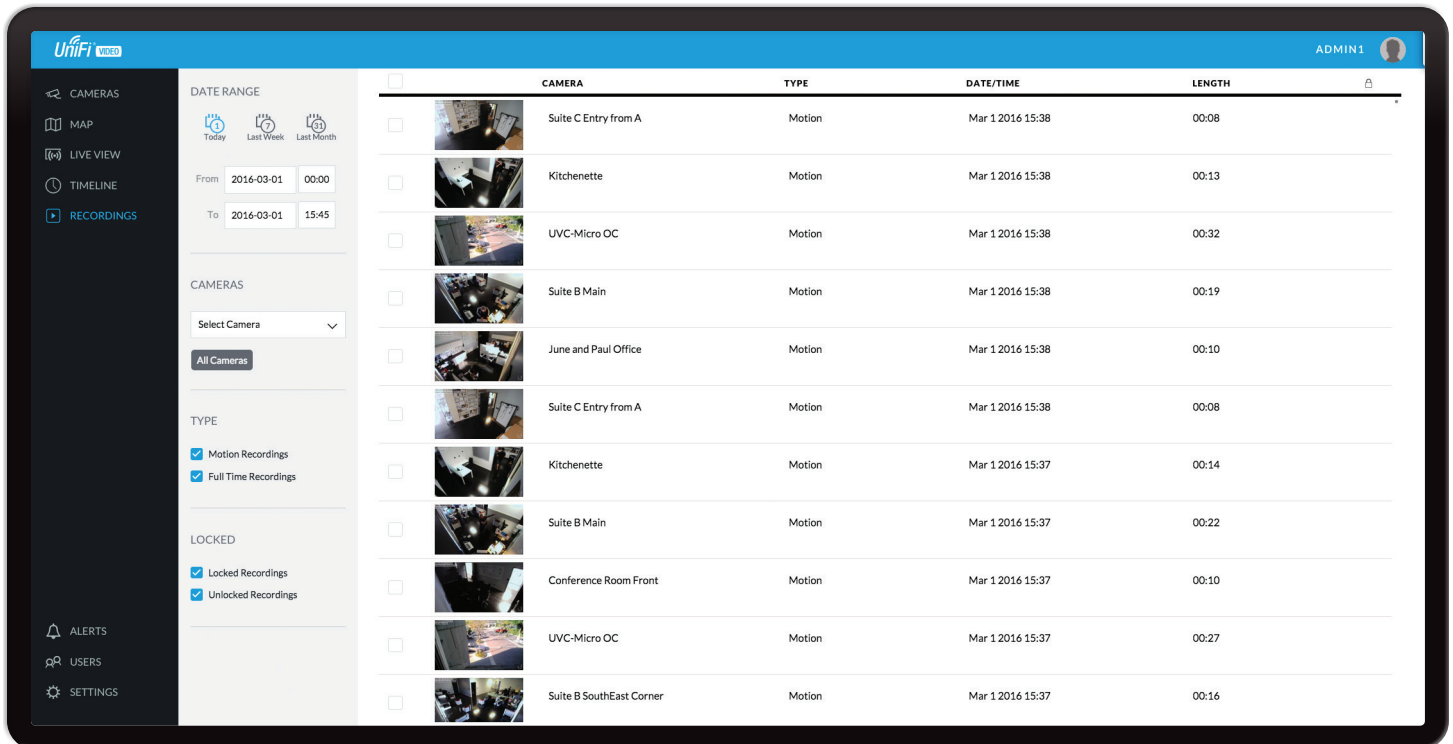 UniFi VIDEO
ADMIN1
CAMERAS
MAP
LIVE VIEW
TIMELINE
RECORDINGS
ALERTS
USERS
SETTINGS
DATE RANGE
1 7 31
Today Last Week Last Month
From 2016-03-01 00:00
To 2016-03-01 15:45
CAMERAS
Select Camera
All Cameras
TYPE
Motion Recordings
Full Time Recordings
LOCKED
Locked Recordings
Unlocked Recordings
CAMERA TYPE DATE/TIME LENGTH
Suite C Entry from A Motion Mar 1 2016 15:38 00:08
Kitchenette Motion Mar 1 2016 15:38 00:13
UVC-Micro OC Motion Mar 1 2016 15:38 00:32
Suite B Main Motion Mar 1 2016 15:38 00:19
June and Paul Office Motion Mar 1 2016 15:38 00:10
Suite C Entry from A Motion Mar 1 2016 15:38 00:08
Kitchenette Motion Mar 1 2016 15:37 00:14
Suite B Main Motion Mar 1 2016 15:37 00:22
Conference Room Front Motion Mar 1 2016 15:37 00:10
UVC-Micro OC Motion Mar 1 2016 15:37 00:27
Suite B SouthEast Corner Motion Mar 1 2016 15:37 00:16